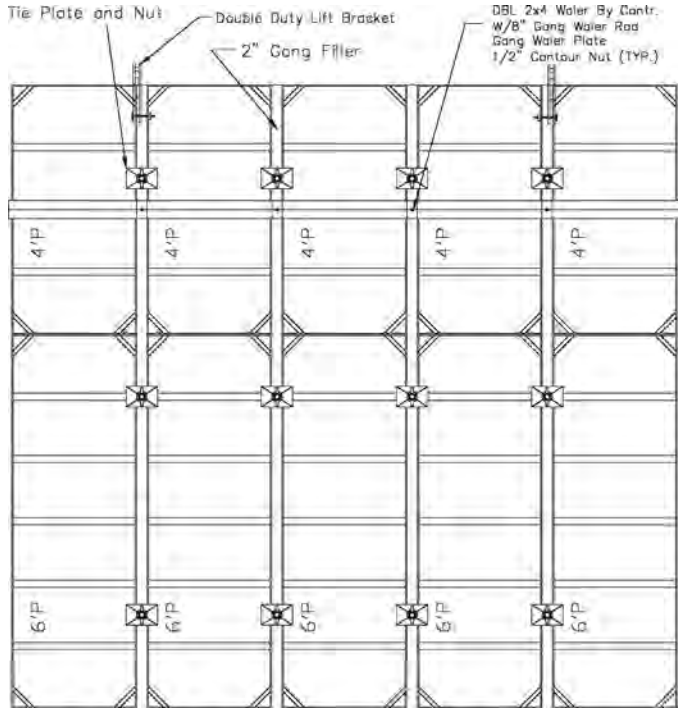 Tie Plate and Nut
Double Duty Lift Bracket
2" Gang Filler
DBL 2x4 Waler By Contr.
W/8" Gang Waler Rod
Gang Waler Plate
1/2" Contour Nut (TYP.)
4'P
4'P
4'P
4'P
4'P
6'P
6'P
6'P
6'P
6'P